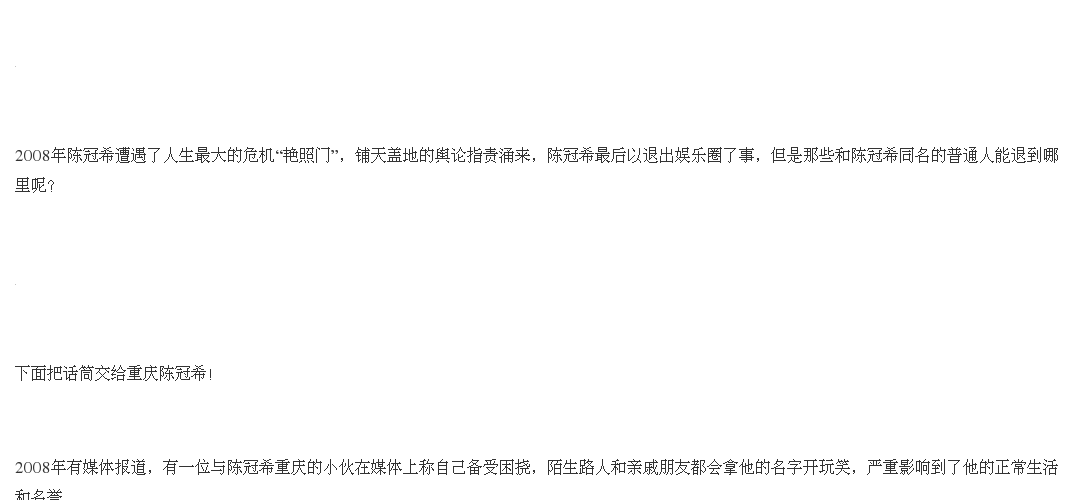 2008年陈冠希遭遇了人生最大的危机“艳照门”，铺天盖地的舆论指责涌来，陈冠希最后以退出娱乐圈了事，但是那些和陈冠希同名的普通人能退到哪
里呢？
下面把话筒交给重庆陈冠希！
2008年有媒体报道，有一位与陈冠希重庆的小伙在媒体上称自己备受困挠，陌生路人和亲戚朋友都会拿他的名字开玩笑，严重影响到了他的正常生活
和名誉